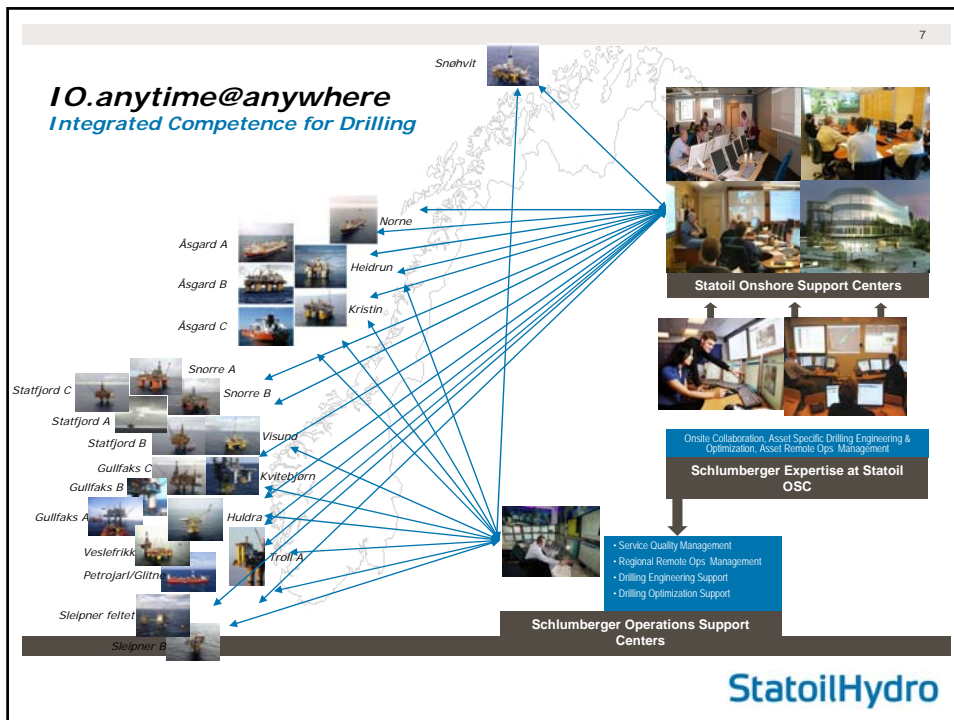 7
IO.anytime@anywhere
Integrated Competence for Drilling
Snøhvit
Norne
Åsgard A
Heidrun
Åsgard B
Kristin
Åsgard C
Snorre A
Statfjord C
Snorre B
Statfjord A
Statfjord B
Visund
Gullfaks C
Kvitebjørn
Gullfaks B
Gullfaks A
Huldra
Veslefrikk
Troll A
Petrojarl/Glitne
Sleipner feltet
Sleipner B
Statoil Onshore Support Centers
Onsite Collaboration, Asset Specific Drilling Engineering &
Optimization, Asset Remote Ops Management
Schlumberger Expertise at Statoil
OSC
• Service Quality Management
• Regional Remote Ops Management
• Drilling Engineering Support
• Drilling Optimization Support
Schlumberger Operations Support
Centers
StatoilHydro